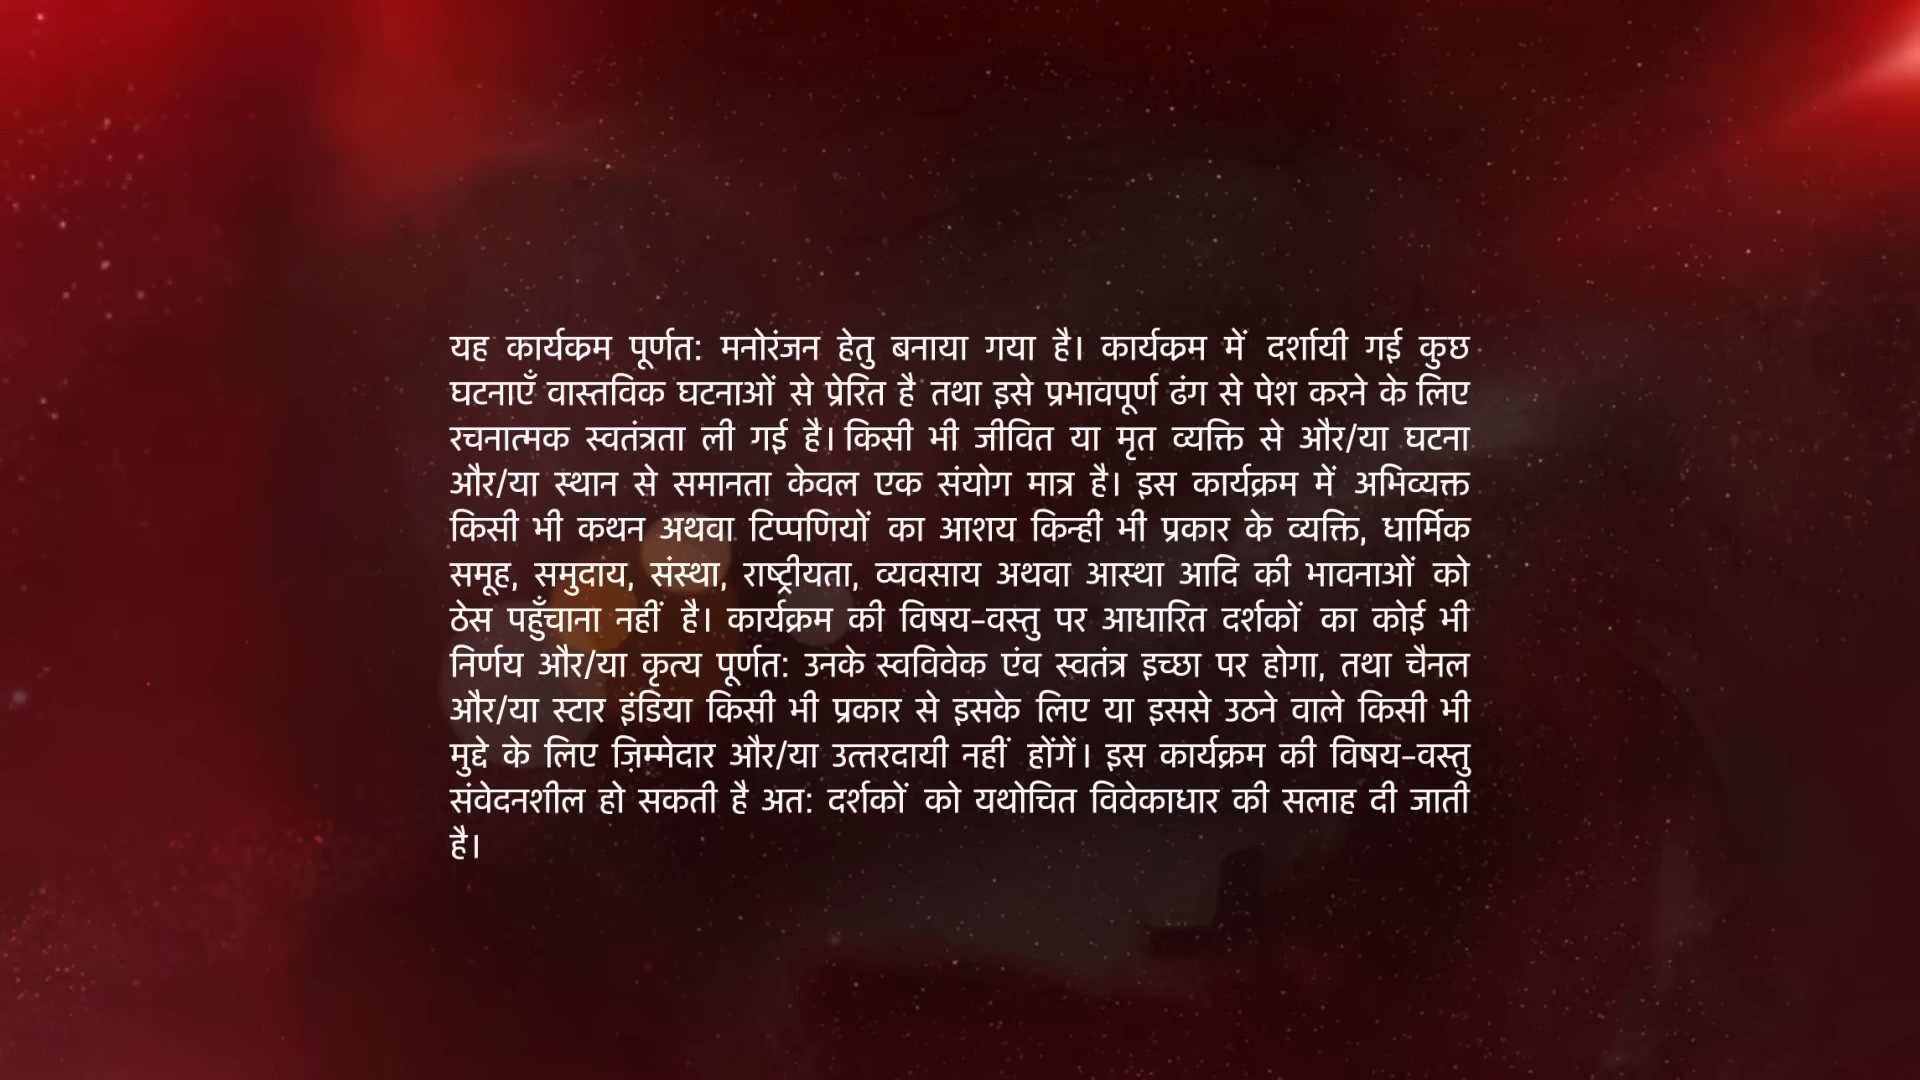 यह कार्यक्रम पूर्णत: मनोरंजन हेतु बनाया गया है। कार्यक्रम में दर्शायी गई कुछ
घटनाएँ वास्तविक घटनाओं से प्रेरित है तथा इसे प्रभावपूर्ण ढंग से पेश करने के लिए
रचनात्मक स्वतंत्रता ली गई है। किसी भी जीवित या मृत व्यक्ति से और/या घटना
और/या स्थान से समानता केवल एक संयोग मात्र है। इस कार्यक्रम में अभिव्यक्त
किसी भी कथन अथवा टिप्पणियों का आशय किन्ही भी प्रकार के व्यक्ति, धार्मिक
समूह, समुदाय, संस्था, राष्ट्रीयता, व्यवसाय अथवा आस्था आदि की भावनाओं को
ठेस पहुँचाना नहीं है। कार्यक्रम की विषय-वस्तु पर आधारित दर्शकों का कोई भी
निर्णय और/या कृत्य पूर्णत: उनके स्वविवेक एंव स्वतंत्र इच्छा पर होगा, तथा चैनल
और/या स्टार इंडिया किसी भी प्रकार से इसके लिए या इससे उठने वाले किसी भी
मुद्दे के लिए ज़िम्मेदार और/या उत्तरदायी नहीं होंगें। इस कार्यक्रम की विषय-वस्तु
संवेदनशील हो सकती है अत: दर्शकों को यथोचित विवेकाधार की सलाह दी जाती
है।